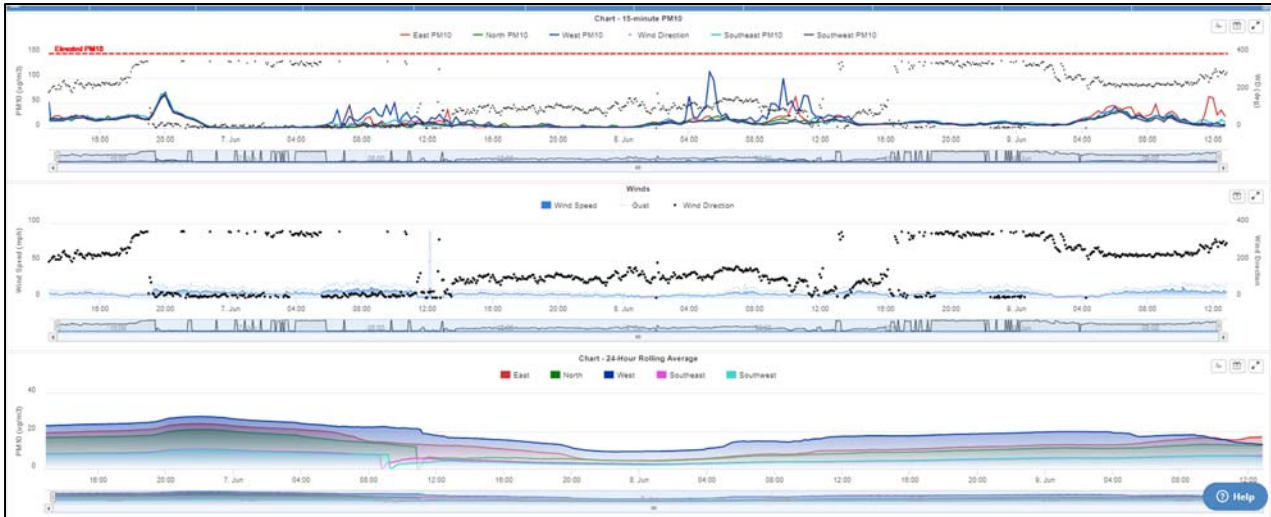 Chart - 15-minute PM10
East PM10 North PM10 West PM10 Wind Direction Southeast PM10 Southwest PM10
Elevated PM10
PM10 (ug/m3)
100
50
0
400
200
0
WD (deg)
18:00 20:00 7. Jun 04:00 08:00 12:00 16:00 20:00 8. Jun 04:00 08:00 12:00 16:00 20:00 9. Jun 04:00 08:00 12:00
Winds
Wind Speed Gust Wind Direction
Wind Speed (mph)
100
50
0
400
200
0
Wind Direction
18:00 20:00 7. Jun 04:00 08:00 12:00 16:00 20:00 8. Jun 04:00 08:00 12:00 16:00 20:00 9. Jun 04:00 08:00 12:00
Chart - 24-Hour Rolling Average
East North West Southeast Southwest
PM10 (ug/m3)
40
20
0
18:00 20:00 7. Jun 04:00 08:00 12:00 16:00 20:00 8. Jun 04:00 08:00 12:00 16:00 20:00 9. Jun 04:00 08:00 12:00
Help